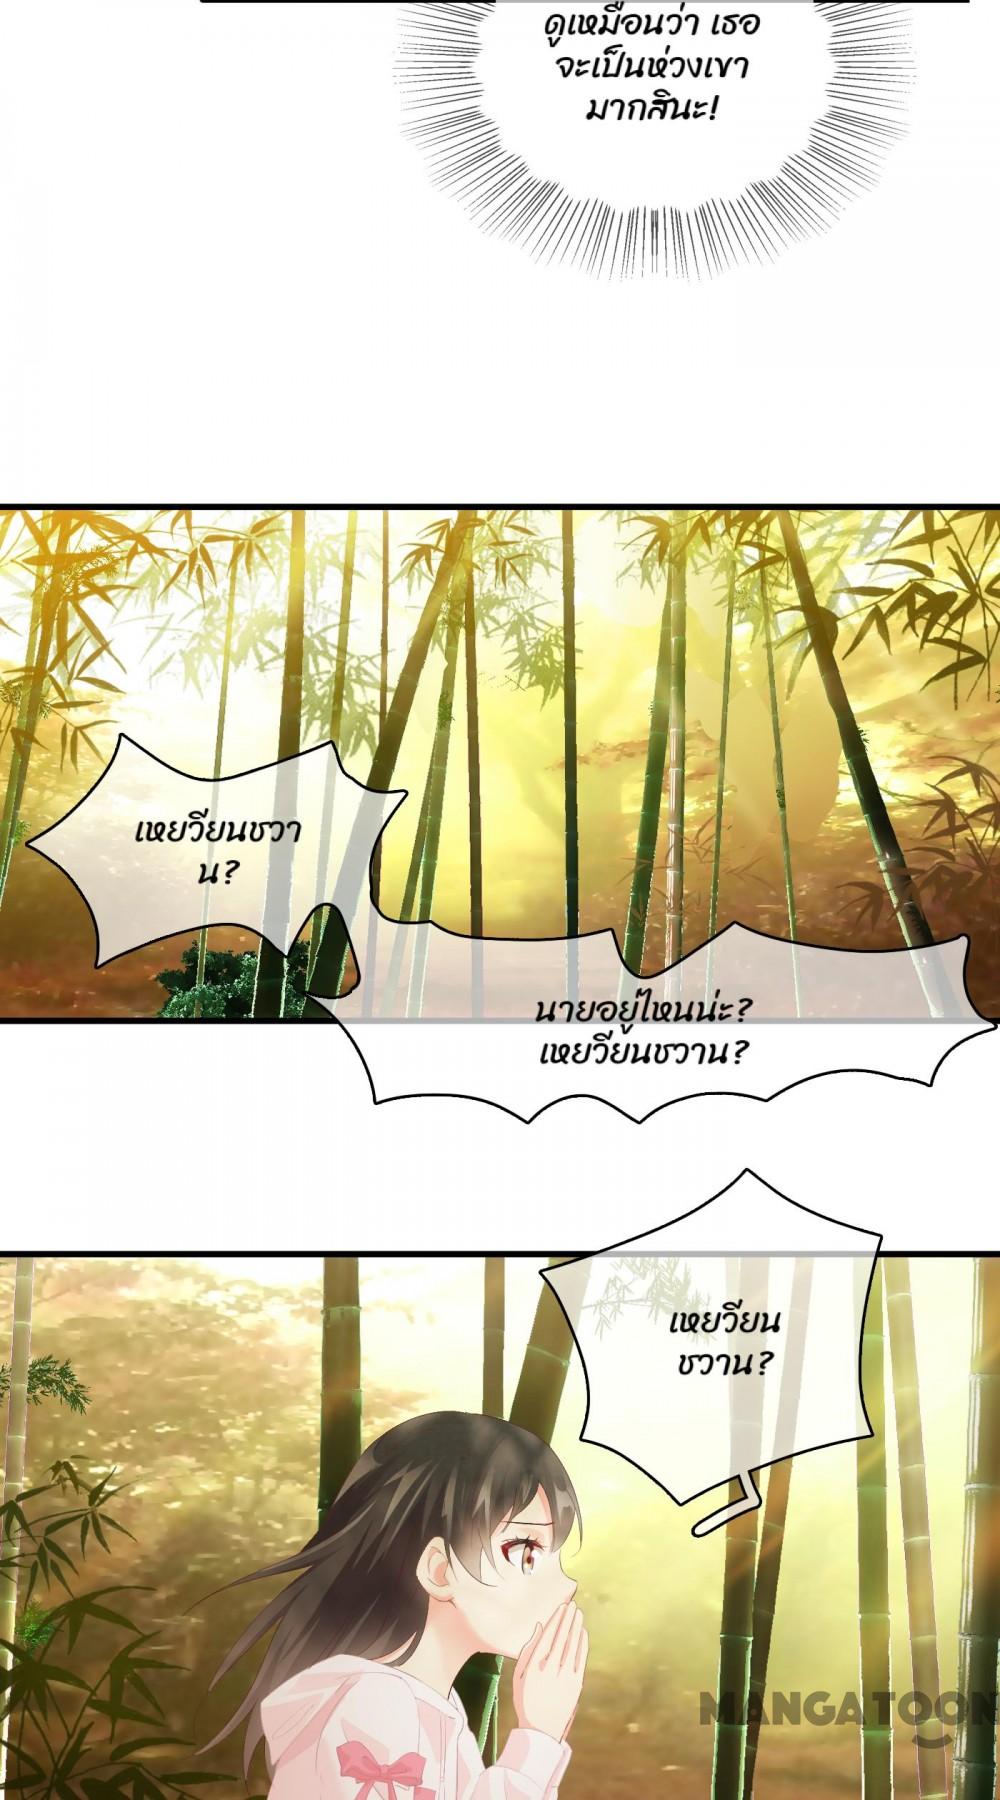 ดูเหมือนว่า เธอ
จะเป็นห่วงเขา
มากสินะ!
เหยวียนชวา
น?
นายอยู่ไหนน่ะ?
เหยวียนชวาน?
เหยวียน
ชวาน?
MANGATOON